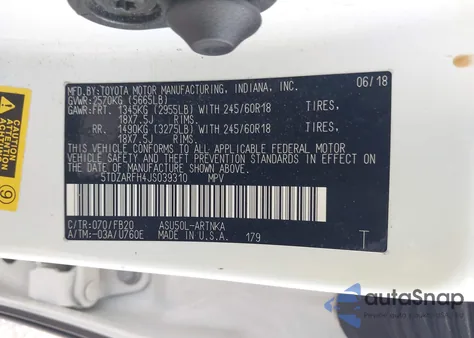 MFD.BY:TOYOTA MOTOR MANUFACTURING, INDIANA, INC. 06/18
GVWR:2570KG (5665LB)
GAWR:FRT. 1345KG (2955LB) WITH 245/60R18 TIRES,
18X7.5J RIMS.
RR. 1490KG (3275LB) WITH 245/60R18 TIRES,
18X7.5J RIMS.
THIS VEHICLE CONFORMS TO ALL APPLICABLE FEDERAL MOTOR
VEHICLE SAFETY STANDARDS IN EFFECT ON THE DATE OF
MANUFACTURE SHOWN ABOVE.
5TDZARFH4JS039310 MPV
C/TR:070/FB20 ASU50L-ARTNKA
A/TM:-03A/U760E MADE IN U.S.A. 179 T
CAUTION
9
autoSnap